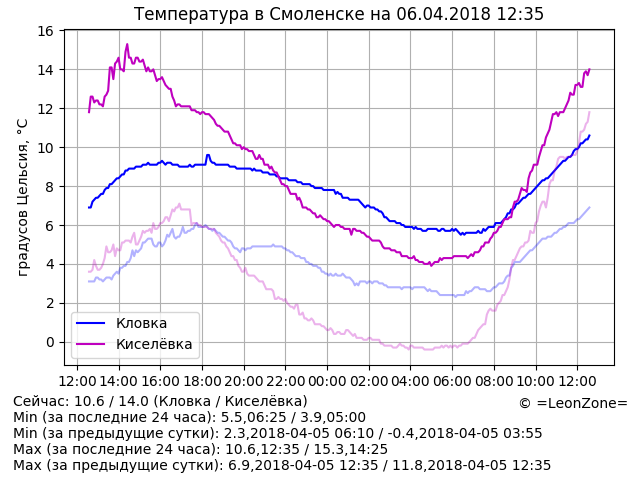 Температура в Смоленске на 06.04.2018 12:35
градусов Цельсия, °C
16
14
12
10
8
6
4
2
0
Кловка
Киселёвка
12:00 14:00 16:00 18:00 20:00 22:00 00:00 02:00 04:00 06:00 08:00 10:00 12:00
Сейчас: 10.6 / 14.0 (Кловка / Киселёвка)
© =LeonZone=
Min (за последние 24 часа): 5.5,06:25 / 3.9,05:00
Min (за предыдущие сутки): 2.3,2018-04-05 06:10 / -0.4,2018-04-05 03:55
Max (за последние 24 часа): 10.6,12:35 / 15.3,14:25
Max (за предыдущие сутки): 6.9,2018-04-05 12:35 / 11.8,2018-04-05 12:35